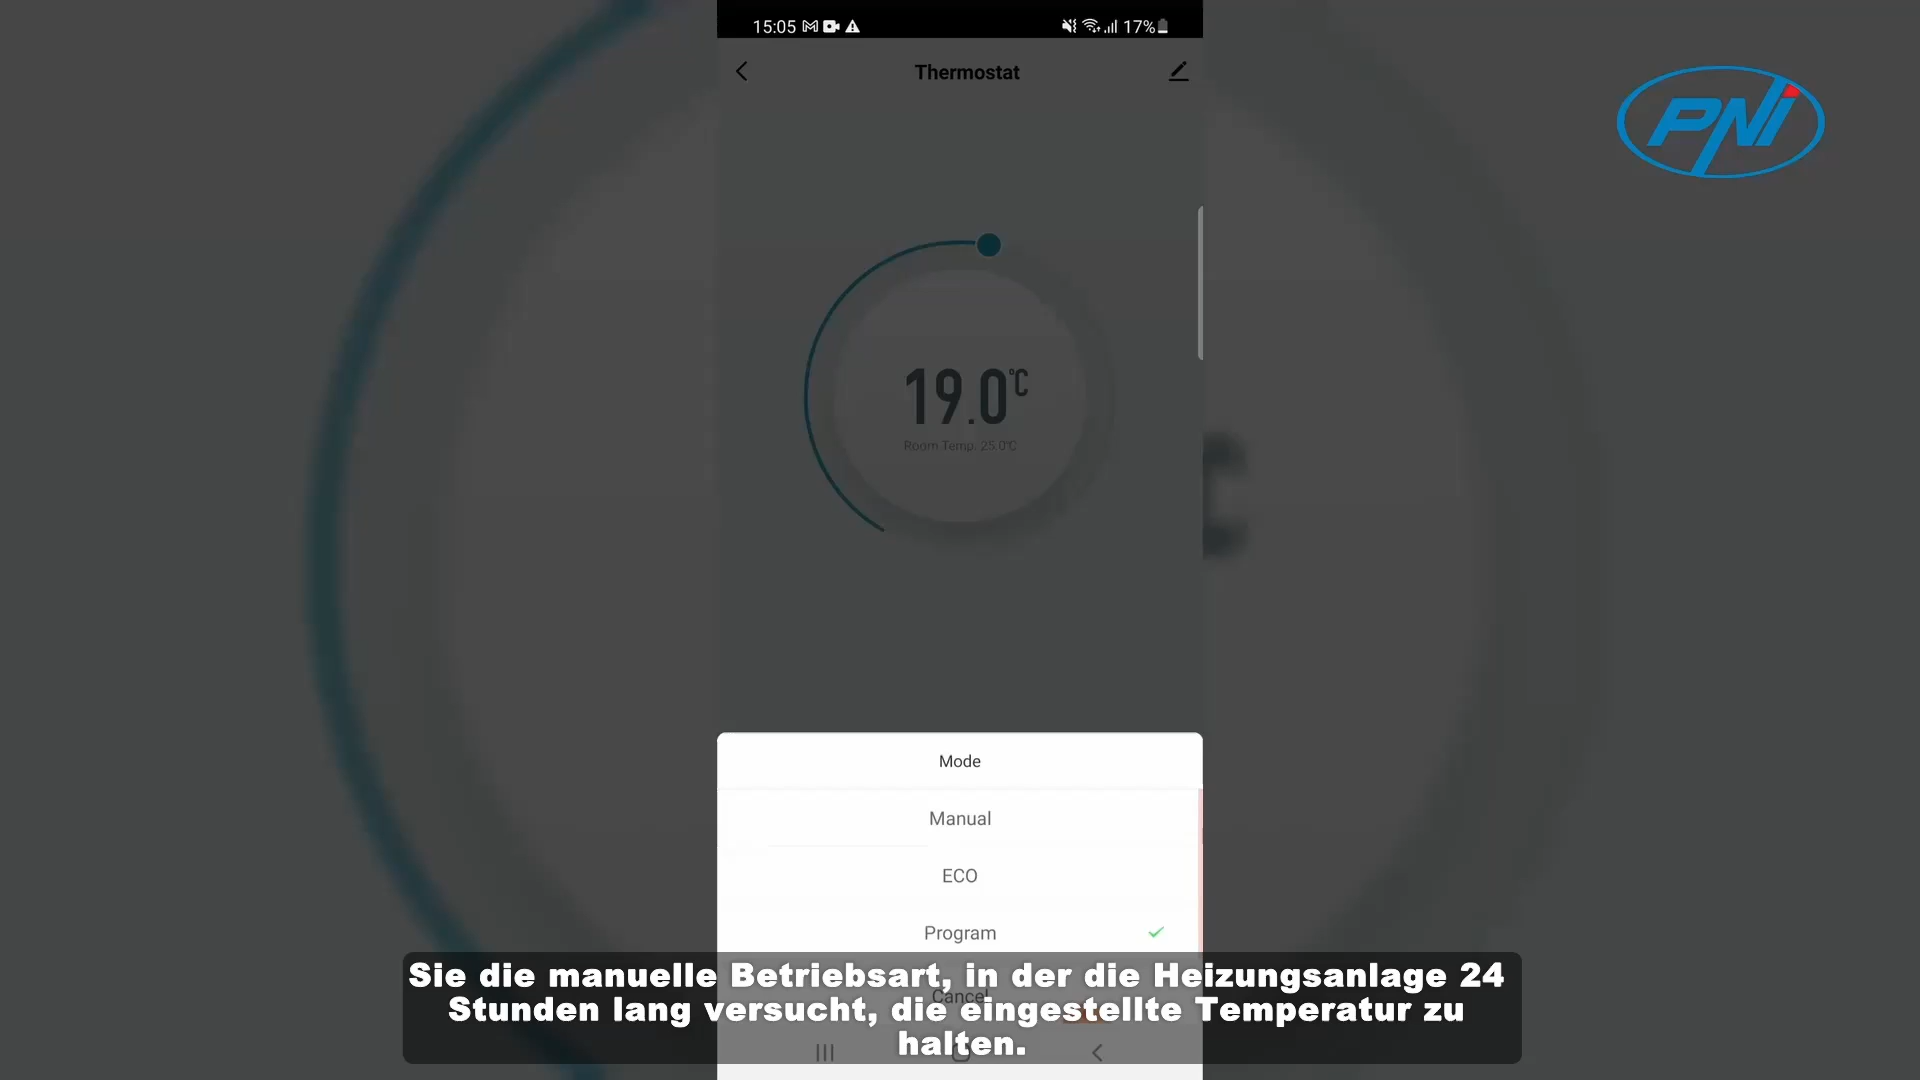 15:05
17%
Thermostat
PNI
19.0°C
Room Temp. 25.0°C
C
Mode
Manual
ECO
Program
Cancel
Sie die manuelle Betriebsart, in der die Heizungsanlage 24
Stunden lang versucht, die eingestellte Temperatur zu
halten.